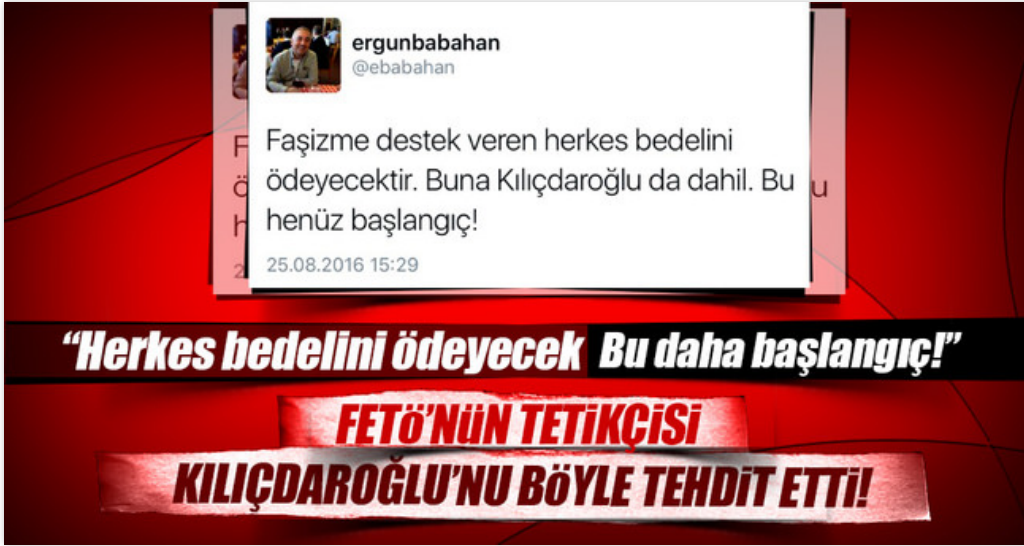 ergunbabahan
@ebabahan
Faşizme destek veren herkes bedelini
ödeyecektir. Buna Kılıçdaroğlu da dahil. Bu
henüz başlangıç!
25.08.2016 15:29
“Herkes bedelini ödeyecek Bu daha başlangıç!”
FETÖ'NÜN TETİKÇİSİ
KILIÇDAROĞLU'NU BÖYLE TEHDİT ETTİ!